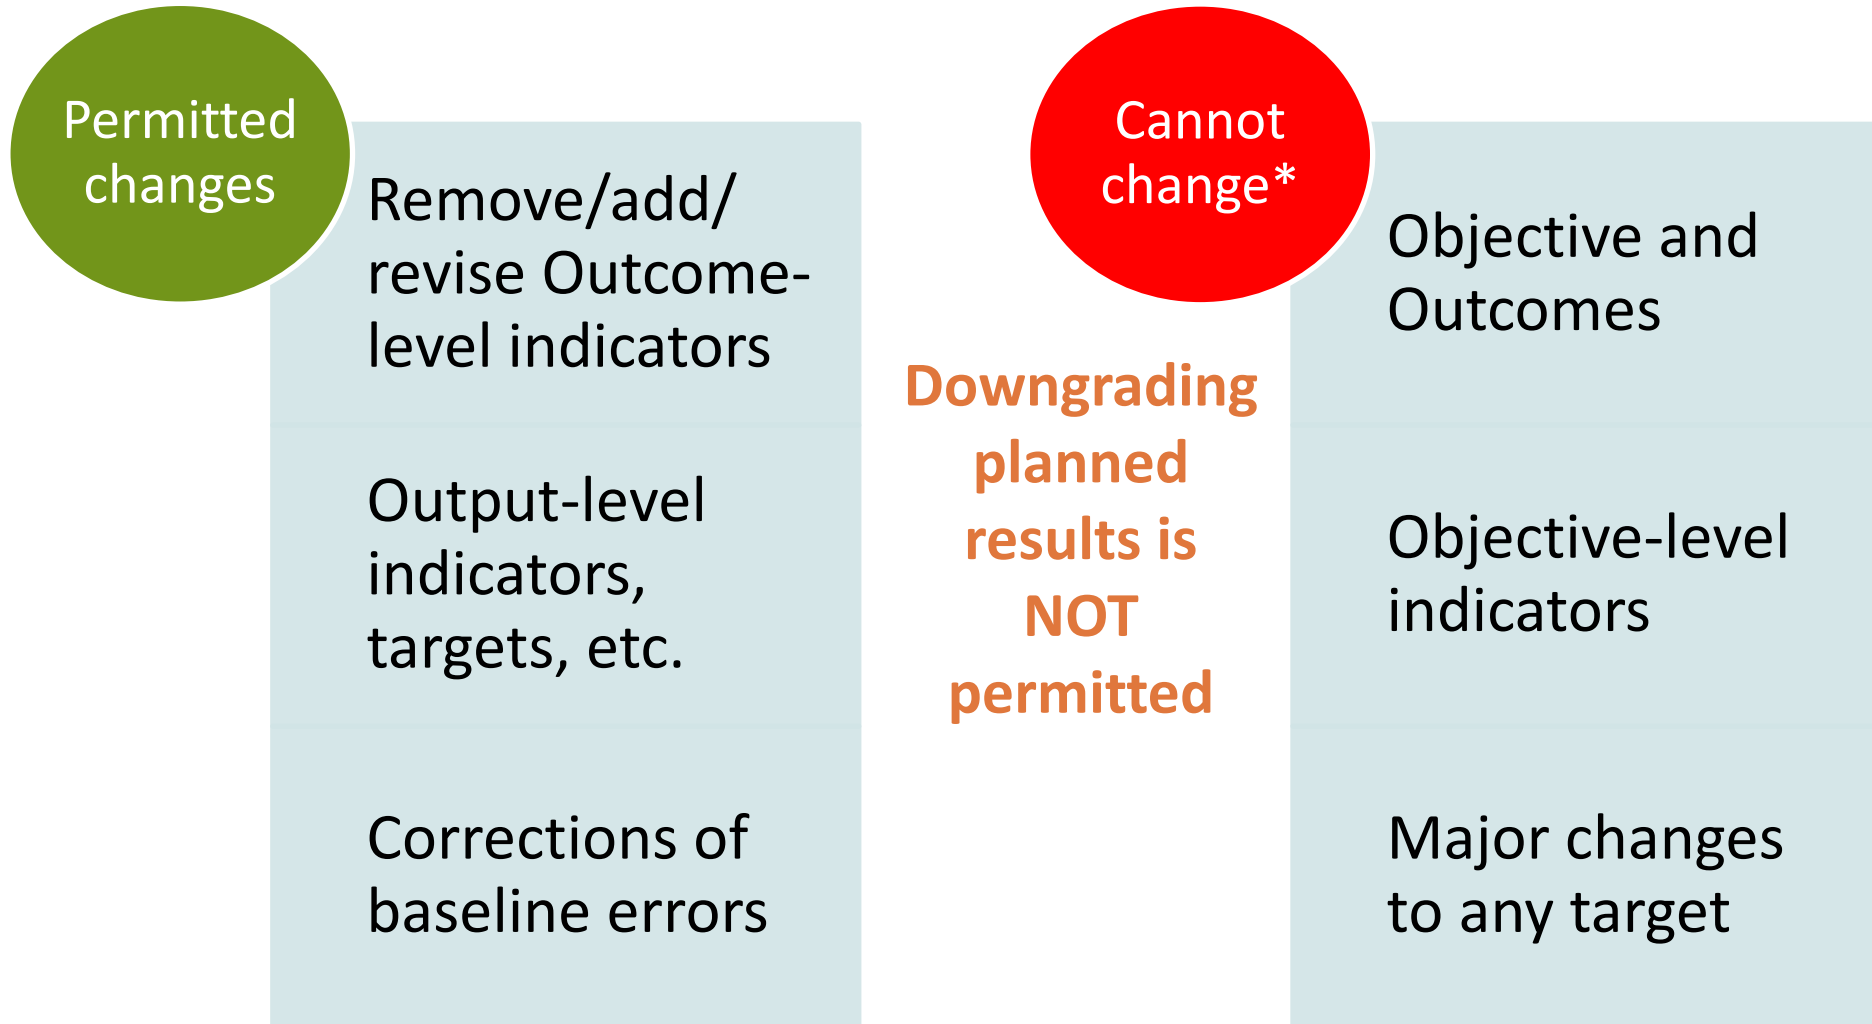 Permitted
changes
Remove/add/
revise Outcome-
level indicators
Output-level
indicators,
targets, etc.
Corrections of
baseline errors
Downgrading
planned
results is
NOT
permitted
Cannot
change*
Objective and
Outcomes
Objective-level
indicators
Major changes
to any target